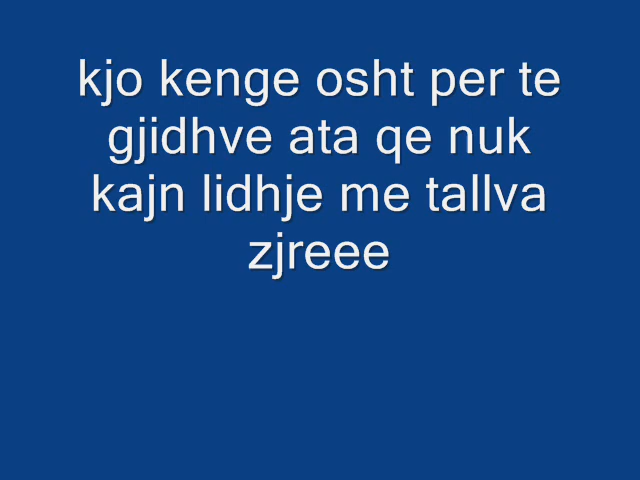 kjo kenge osht per te
gjidhve ata qe nuk
kajn lidhje me tallva
zjreee